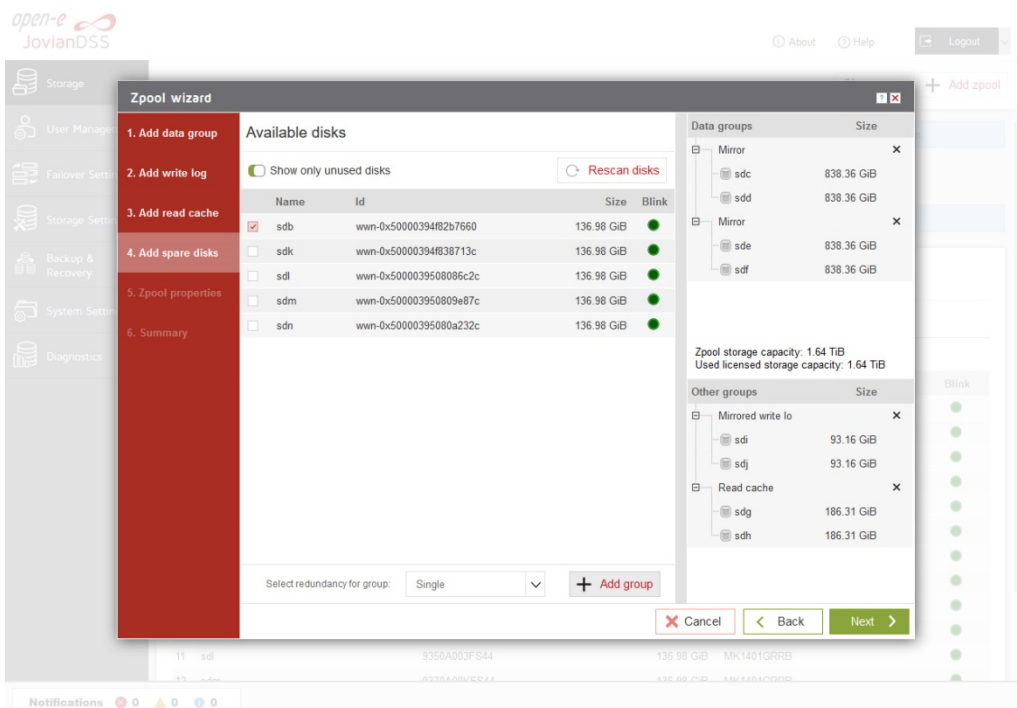 open-e
JovianDSS
About
Help
Logout
Storage
Add zpool
User Manage
Failover Settin
Storage Settin
Backup &
Recovery
System Settin
Diagnostics
Zpool wizard
1. Add data group
2. Add write log
3. Add read cache
4. Add spare disks
5. Zpool properties
6. Summary
Available disks
Show only unused disks
Rescan disks
Name Id Size Blink
sdb wwn-0x50000394f82b7660 136.98 GiB
sdk wwn-0x50000394f838713c 136.98 GiB
sdl wwn-0x5000039508086c2c 136.98 GiB
sdm wwn-0x500003950809e87c 136.98 GiB
sdn wwn-0x50000395080a232c 136.98 GiB
Select redundancy for group: Single
Add group
Data groups Size
Mirror
sdc 838.36 GiB
sdd 838.36 GiB
Mirror
sde 838.36 GiB
sdf 838.36 GiB
Zpool storage capacity: 1.64 TiB
Used licensed storage capacity: 1.64 TiB
Other groups Size
Mirrored write lo
sdi 93.16 GiB
sdj 93.16 GiB
Read cache
sdg 186.31 GiB
sdh 186.31 GiB
Cancel
Back
Next
Blink
11 sdl 9350A003FS44 136.98 GiB MK1401GRRB
Notifications 0 0 0